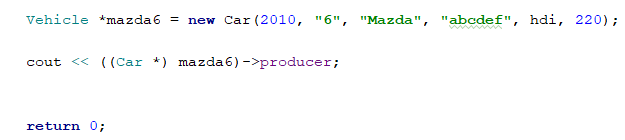 Vehicle *mazda6 = new Car(2010, "6", "Mazda", "abcdef", hdi, 220);
cout << ((Car *) mazda6)->producer;
return 0;